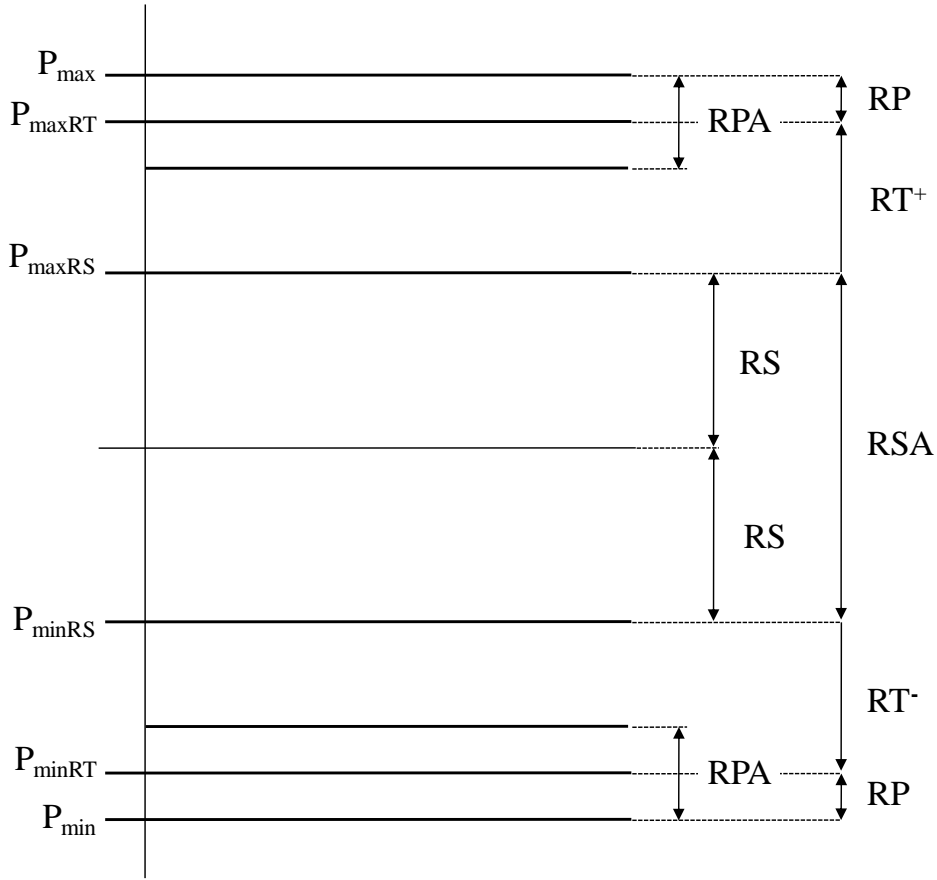 P_max
RP
P_maxRT
RPA
RT⁺
P_maxRS
RS
RSA
RS
P_minRS
RT⁻
P_minRT
RPA
RP
P_min